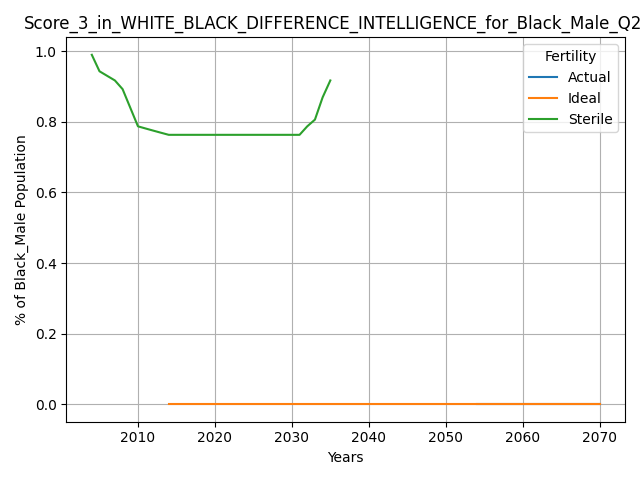 Score_3_in_WHITE_BLACK_DIFFERENCE_INTELLIGENCE_for_Black_Male_Q2
% of Black_Male Population
1.0
0.8
0.6
0.4
0.2
0.0
Fertility
Actual
Ideal
Sterile
2010 2020 2030 2040 2050 2060 2070
Years